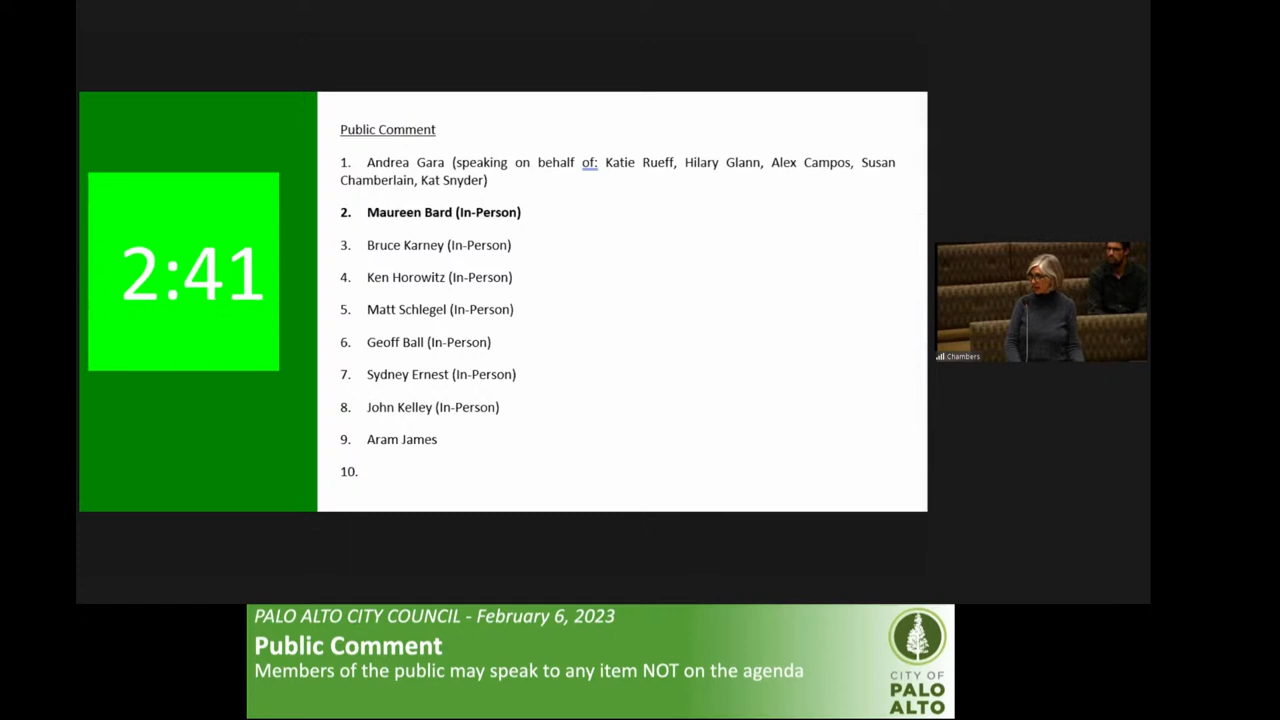 Public Comment
1. Andrea Gara (speaking on behalf of: Katie Rueff, Hilary Glann, Alex Campos, Susan
Chamberlain, Kat Snyder)
2. Maureen Bard (In-Person)
3. Bruce Karney (In-Person)
4. Ken Horowitz (In-Person)
5. Matt Schlegel (In-Person)
6. Geoff Ball (In-Person)
7. Sydney Ernest (In-Person)
8. John Kelley (In-Person)
9. Aram James
10.
2:41
Chambers
PALO ALTO CITY COUNCIL - February 6, 2023
Public Comment
Members of the public may speak to any item NOT on the agenda
CITY OF
PALO
ALTO